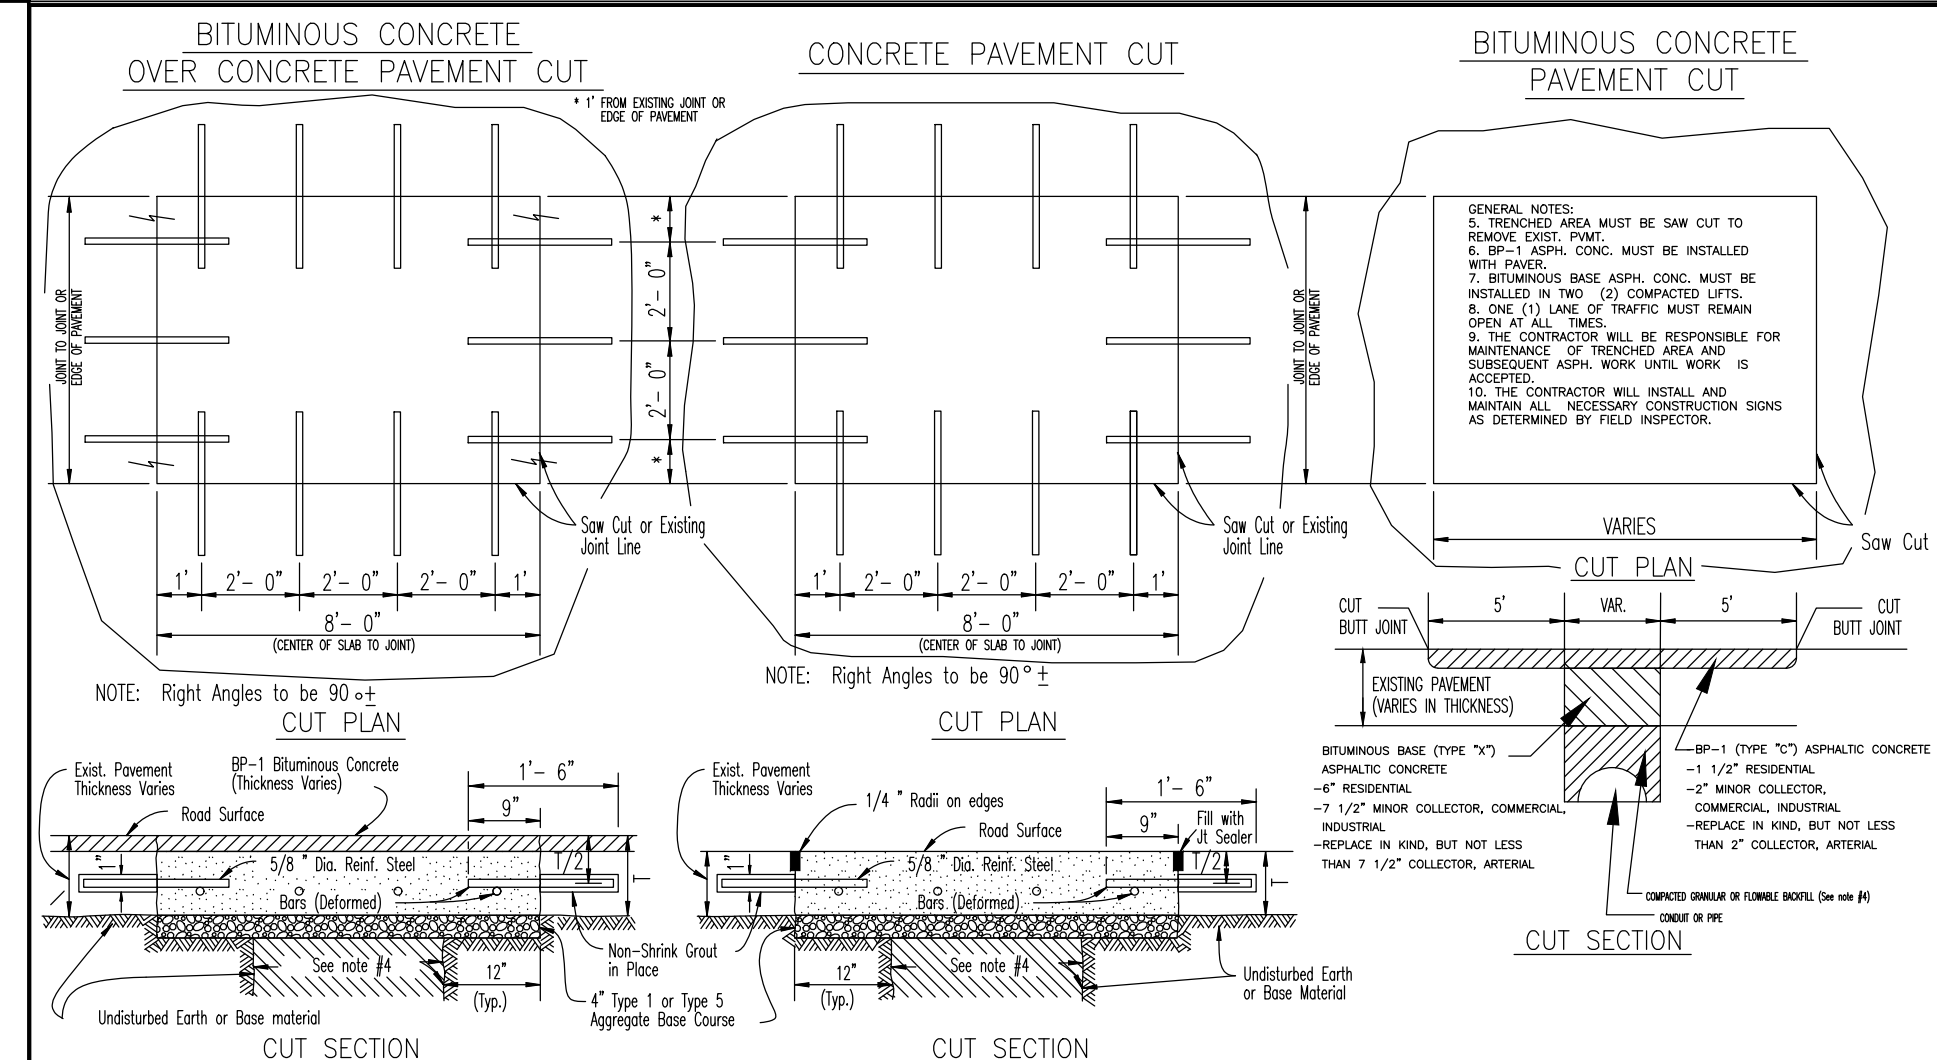 BITUMINOUS CONCRETE
OVER CONCRETE PAVEMENT CUT
* 1' FROM EXISTING JOINT OR
EDGE OF PAVEMENT
JOINT TO JOINT OR
EDGE OF PAVEMENT
*
2'- 0"
2'- 0"
*
Saw Cut or Existing
Joint Line
1' 2'- 0" 2'- 0" 2'- 0" 1'
8'- 0"
(CENTER OF SLAB TO JOINT)
NOTE: Right Angles to be 90 °±
CUT PLAN
Exist. Pavement
Thickness Varies
BP-1 Bituminous Concrete
(Thickness Varies)
Road Surface
1'- 6"
9"
1"
5/8 " Dia. Reinf. Steel
Bars (Deformed)
T/2
T
See note #4
12"
(Typ.)
Non-Shrink Grout
in Place
4" Type 1 or Type 5
Aggregate Base Course
Undisturbed Earth or Base material
CUT SECTION
CONCRETE PAVEMENT CUT
JOINT TO JOINT OR
EDGE OF PAVEMENT
Saw Cut or Existing
Joint Line
1' 2'- 0" 2'- 0" 2'- 0" 1'
8'- 0"
(CENTER OF SLAB TO JOINT)
NOTE: Right Angles to be 90° ±
CUT PLAN
Exist. Pavement
Thickness Varies
1/4 " Radii on edges
Road Surface
1'- 6"
9"
Fill with
Jt Sealer
1"
5/8 " Dia. Reinf. Steel
Bars (Deformed)
T/2
T
See note #4
12"
(Typ.)
Undisturbed Earth
or Base Material
CUT SECTION
BITUMINOUS CONCRETE
PAVEMENT CUT
GENERAL NOTES:
5. TRENCHED AREA MUST BE SAW CUT TO
REMOVE EXIST. PVMT.
6. BP-1 ASPH. CONC. MUST BE INSTALLED
WITH PAVER.
7. BITUMINOUS BASE ASPH. CONC. MUST BE
INSTALLED IN TWO (2) COMPACTED LIFTS.
8. ONE (1) LANE OF TRAFFIC MUST REMAIN
OPEN AT ALL TIMES.
9. THE CONTRACTOR WILL BE RESPONSIBLE FOR
MAINTENANCE OF TRENCHED AREA AND
SUBSEQUENT ASPH. WORK UNTIL WORK IS
ACCEPTED.
10. THE CONTRACTOR WILL INSTALL AND
MAINTAIN ALL NECESSARY CONSTRUCTION SIGNS
AS DETERMINED BY FIELD INSPECTOR.
VARIES
Saw Cut
CUT PLAN
CUT
BUTT JOINT
5' VAR. 5'
CUT
BUTT JOINT
EXISTING PAVEMENT
(VARIES IN THICKNESS)
BITUMINOUS BASE (TYPE "X")
ASPHALTIC CONCRETE
-6" RESIDENTIAL
-7 1/2" MINOR COLLECTOR, COMMERCIAL,
INDUSTRIAL
-REPLACE IN KIND, BUT NOT LESS
THAN 7 1/2" COLLECTOR, ARTERIAL
-BP-1 (TYPE "C") ASPHALTIC CONCRETE
-1 1/2" RESIDENTIAL
-2" MINOR COLLECTOR,
COMMERCIAL, INDUSTRIAL
-REPLACE IN KIND, BUT NOT LESS
THAN 2" COLLECTOR, ARTERIAL
COMPACTED GRANULAR OR FLOWABLE BACKFILL (See note #4)
CONDUIT OR PIPE
CUT SECTION